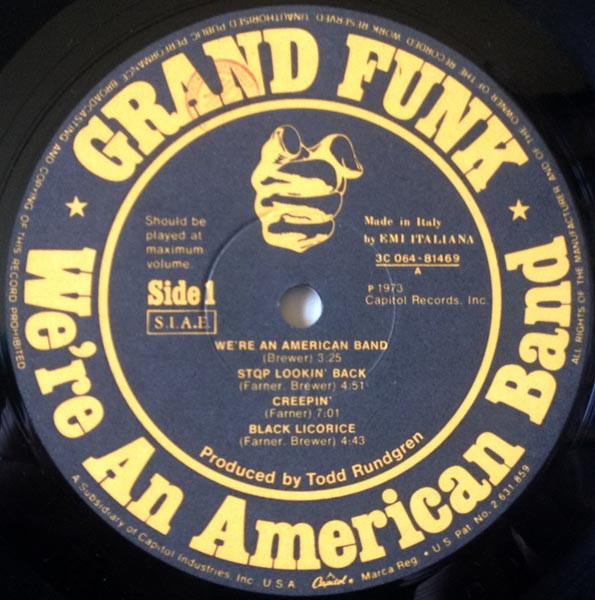 GRAND FUNK
We're An American Band
Should be
played at
maximum
volume.
Side 1
S.I.A.E.
Made in Italy
by EMI ITALIANA
3C 064-81469
A
P 1973
Capitol Records, Inc.
WE'RE AN AMERICAN BAND
(Brewer) 3:25
STOP LOOKIN' BACK
(Farner, Brewer) 4:51
CREEPIN'
(Farner) 7:01
BLACK LICORICE
(Farner, Brewer) 4:43
Produced by Todd Rundgren
A Subsidiary of Capitol Industries, Inc. U.S.A. Capitol • Marca Reg. • U.S. Pat. No. 2.631.859
ALL RIGHTS OF THE MANUFACTURER AND OF THE OWNER OF THE RECORDED WORK RESERVED. UNAUTHORISED PUBLIC PERFORMANCE BROADCASTING AND COPYING OF THIS RECORD PROHIBITED